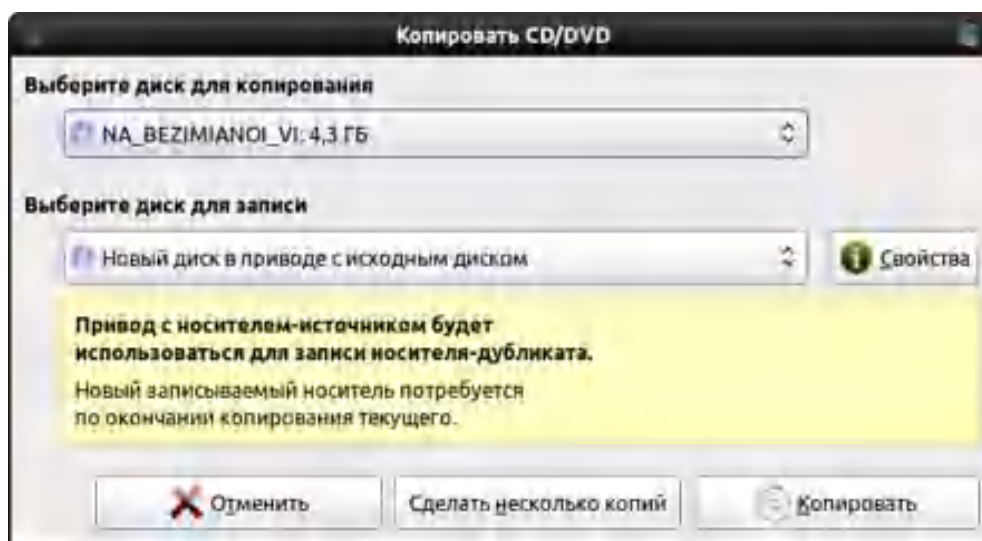 Копировать CD/DVD
Выберите диск для копирования
NA_BEZIMIANOI_VI: 4,3 ГБ
Выберите диск для записи
Новый диск в приводе с исходным диском
Свойства
Привод с носителем-источником будет
использоваться для записи носителя-дубликата.
Новый записываемый носитель потребуется
по окончании копирования текущего.
Отменить
Сделать несколько копий
Копировать